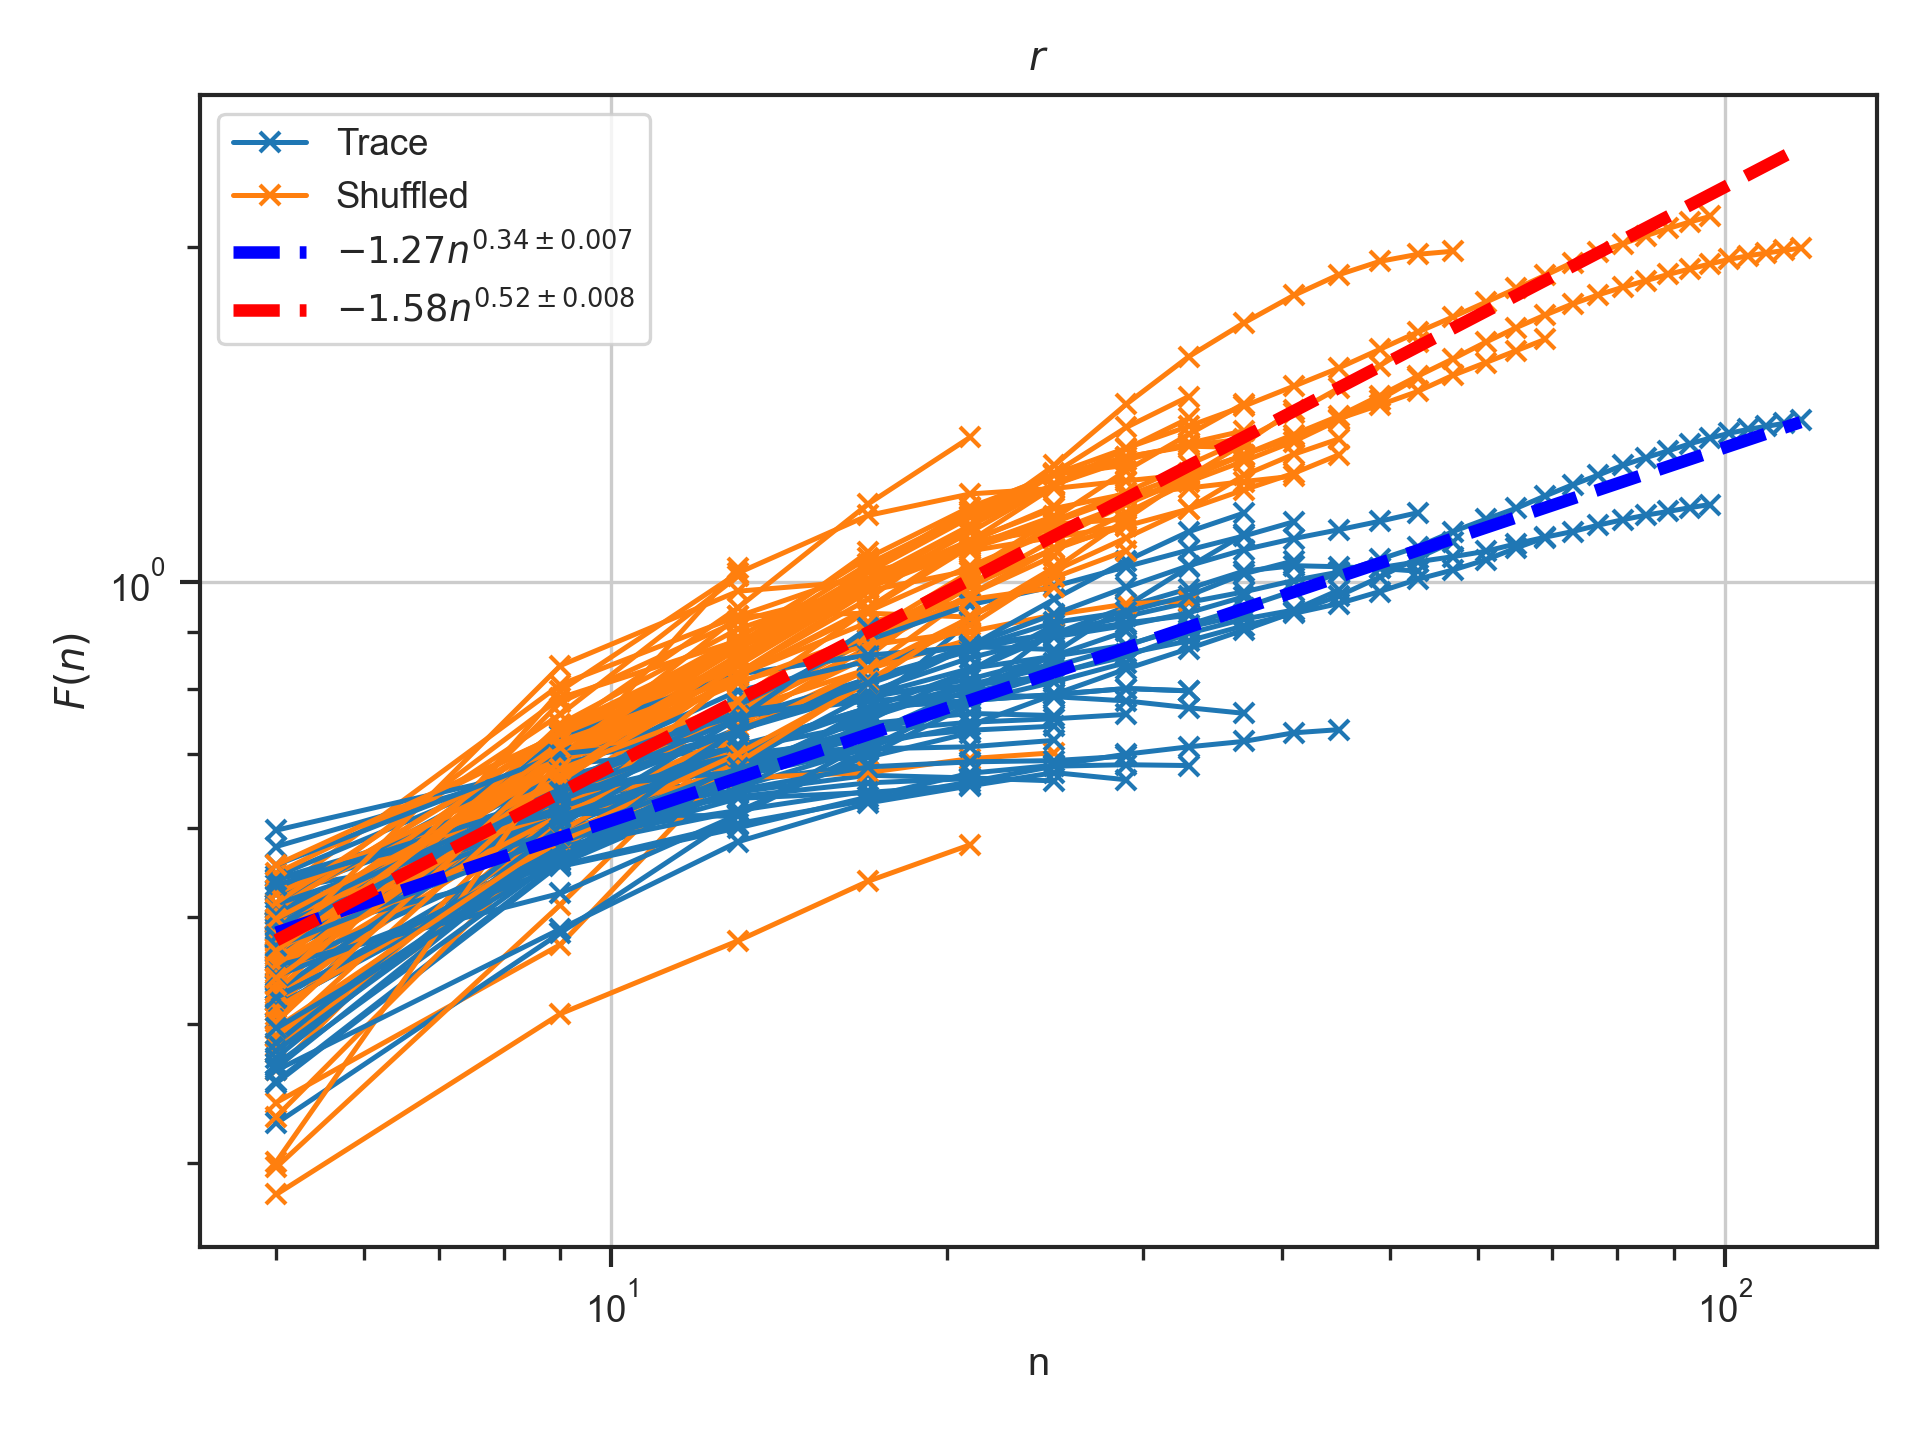 r
Trace
Shuffled
−1.27n^{0.34±0.007}
−1.58n^{0.52±0.008}
F(n)
10^0
10^1
10^2
n